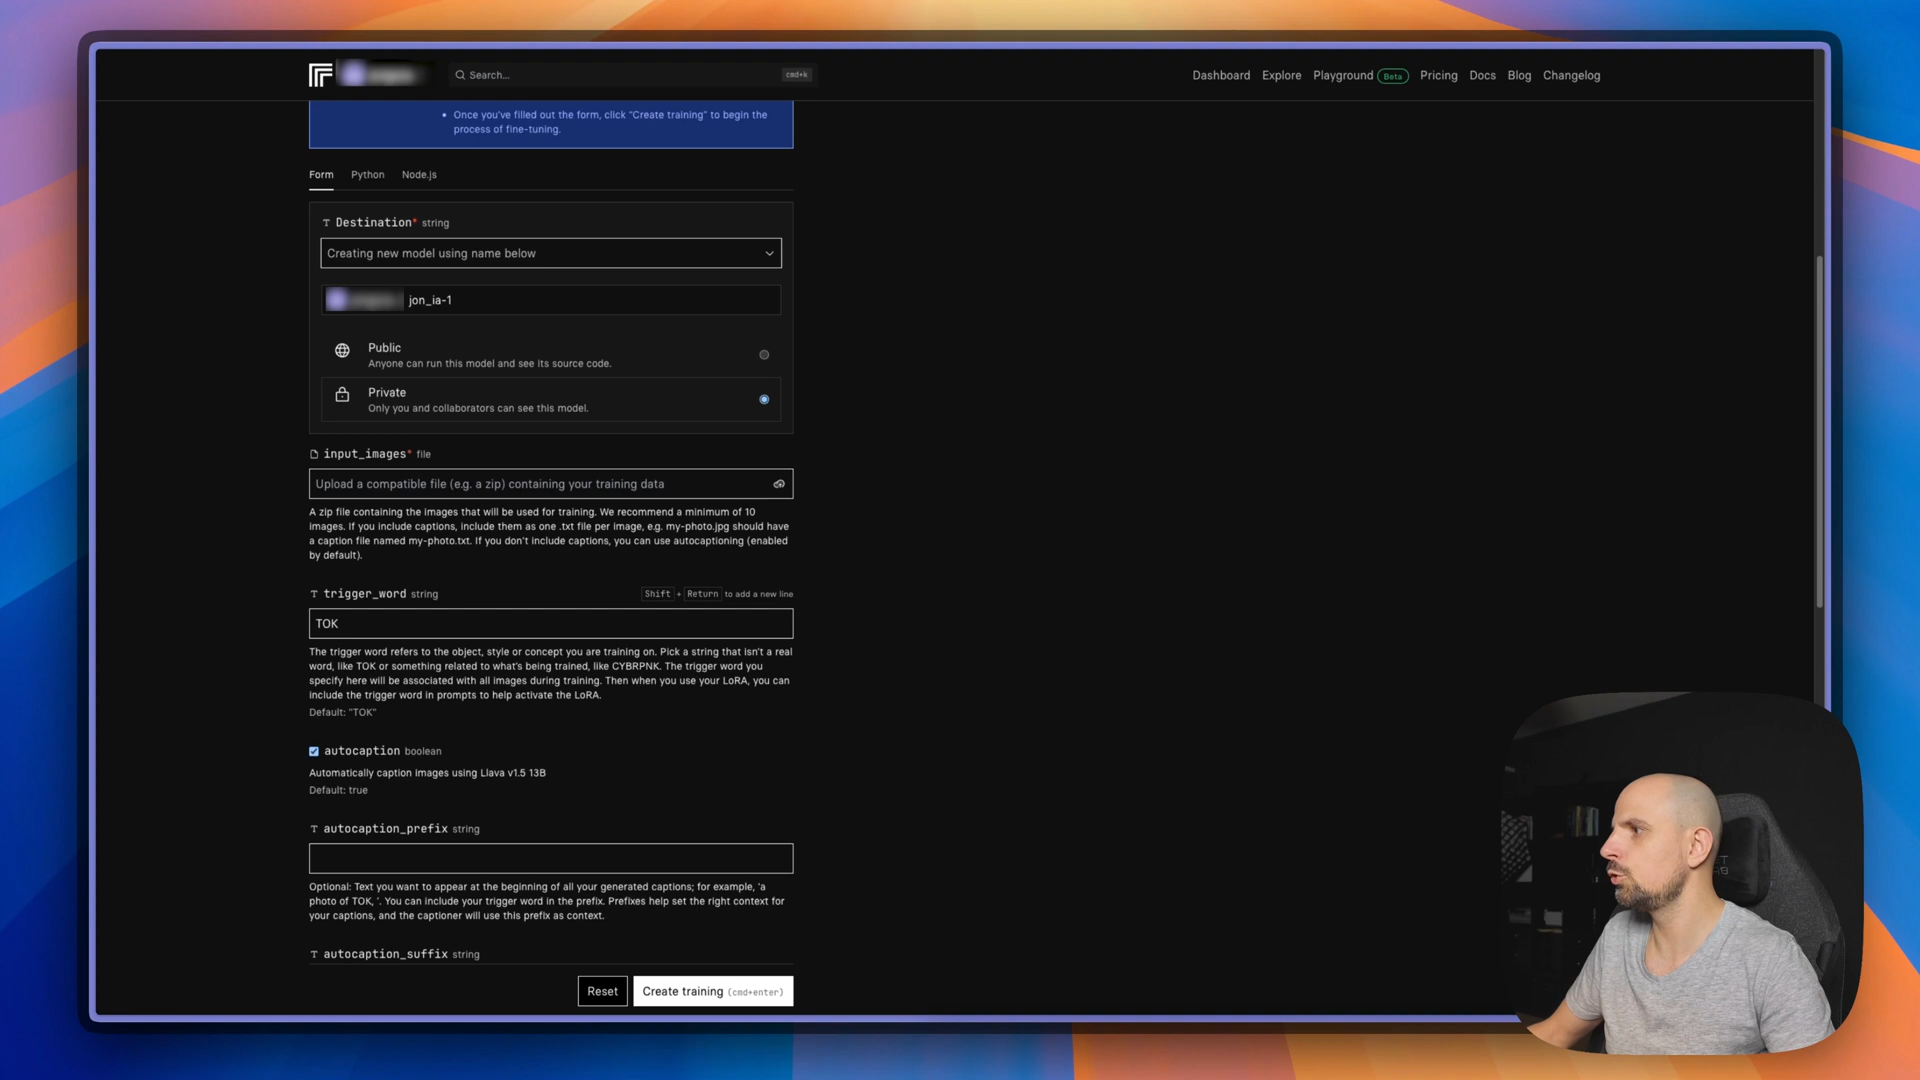 Search...
cmd+k
Dashboard
Explore
Playground
Beta
Pricing
Docs
Blog
Changelog
• Once you've filled out the form, click "Create training" to begin the
process of fine-tuning.
Form
Python
Node.js
Destination* string
Creating new model using name below
jon_ia-1
Public
Anyone can run this model and see its source code.
Private
Only you and collaborators can see this model.
input_images* file
Upload a compatible file (e.g. a zip) containing your training data
A zip file containing the images that will be used for training. We recommend a minimum of 10
images. If you include captions, include them as one .txt file per image, e.g. my-photo.jpg should have
a caption file named my-photo.txt. If you don't include captions, you can use autocaptioning (enabled
by default).
trigger_word string
Shift + Return to add a new line
TOK
The trigger word refers to the object, style or concept you are training on. Pick a string that isn't a real
word, like TOK or something related to what's being trained, like CYBRPNK. The trigger word you
specify here will be associated with all images during training. Then when you use your LoRA, you can
include the trigger word in prompts to help activate the LoRA.
Default: "TOK"
autocaption boolean
Automatically caption images using Llava v1.5 13B
Default: true
autocaption_prefix string
Optional: Text you want to appear at the beginning of all your generated captions; for example, 'a
photo of TOK, '. You can include your trigger word in the prefix. Prefixes help set the right context for
your captions, and the captioner will use this prefix as context.
autocaption_suffix string
Reset
Create training (cmd+enter)